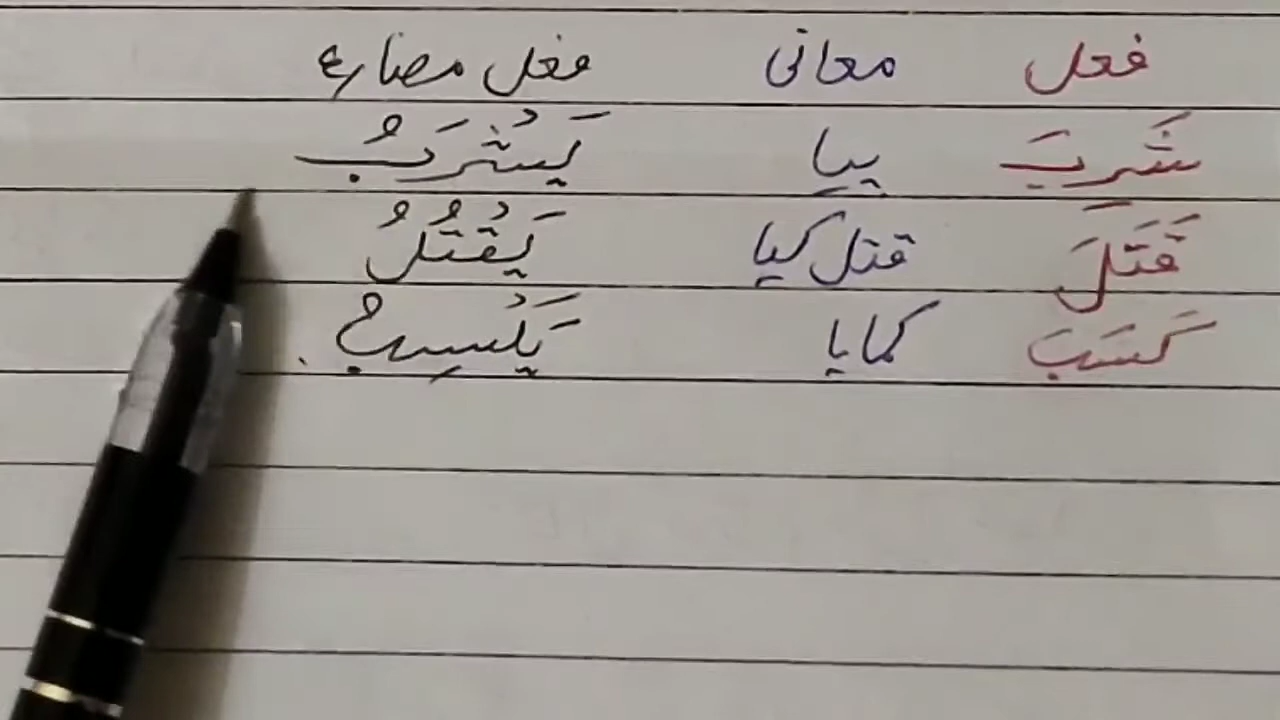 فعل معانی فعل مضارع
شَرِبَ پیا يَشْرَبُ
قَتَلَ قتل کیا يَقْتُلُ
كَسَبَ کمایا يَكْسِبُ